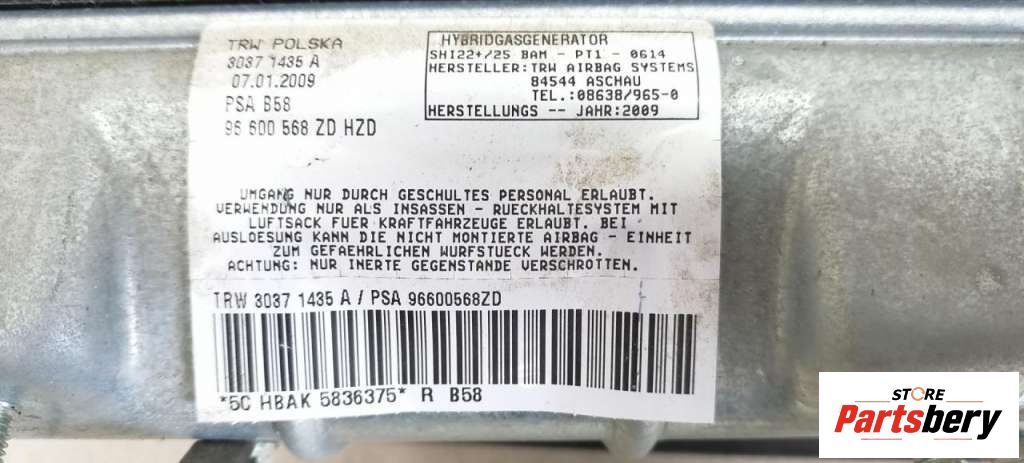 TRW POLSKA
3037 1435 A
07.01.2009
PSA B58
96 600 568 ZD HZD
HYBRIDGASGENERATOR
SHI22+/25 BAM - PT1 - 0614
HERSTELLER:TRW AIRBAG SYSTEMS
84544 ASCHAU
TEL.:08638/965-0
HERSTELLUNGS -- JAHR:2009
UMGANG NUR DURCH GESCHULTES PERSONAL ERLAUBT.
VERWENDUNG NUR ALS INSASSEN - RUECKHALTESYSTEM MIT
LUFTSACK FUER KRAFTFAHRZEUGE ERLAUBT. BEI
AUSLOESUNG KANN DIE NICHT MONTIERTE AIRBAG - EINHEIT
ZUM GEFAEHRLICHEN WURFSTUECK WERDEN.
ACHTUNG: NUR INERTE GEGENSTANDE VERSCHROTTEN.
TRW 3037 1435 A / PSA 96600568ZD
*5C HBAK 5836375* R B58
STORE
Partsbery